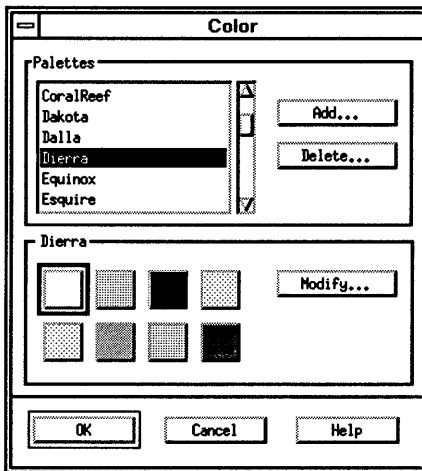 Color
Palettes
CoralReef
Dakota
Dalla
Dierra
Equinox
Esquire
Add...
Delete...
Dierra
Modify...
OK
Cancel
Help